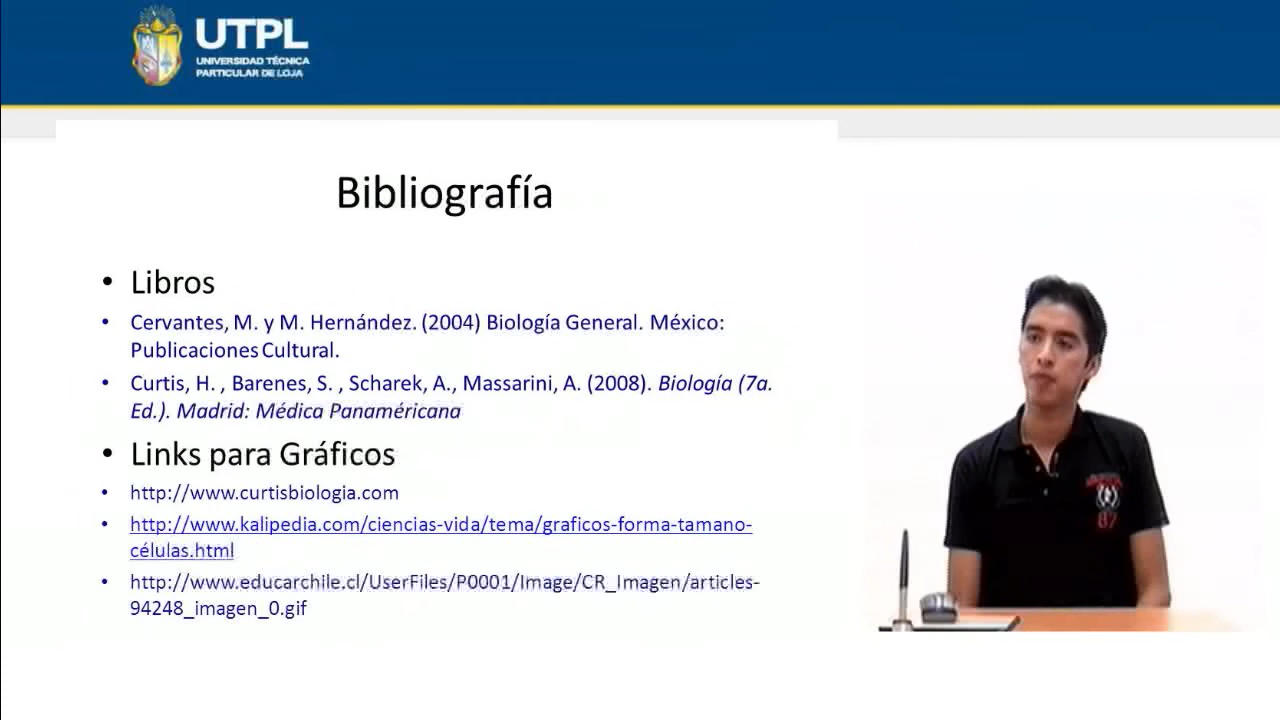 UTPL
UNIVERSIDAD TÉCNICA
PARTICULAR DE LOJA
Bibliografía
• Libros
• Cervantes, M. y M. Hernández. (2004) Biología General. México:
Publicaciones Cultural.
• Curtis, H. , Barenes, S. , Scharek, A., Massarini, A. (2008). Biología (7a.
Ed.). Madrid: Médica Panaméricana
• Links para Gráficos
• http://www.curtisbiologia.com
• http://www.kalipedia.com/ciencias-vida/tema/graficos-forma-tamano-
células.html
• http://www.educarchile.cl/UserFiles/P0001/Image/CR_Imagen/articles-
94248_imagen_0.gif
87